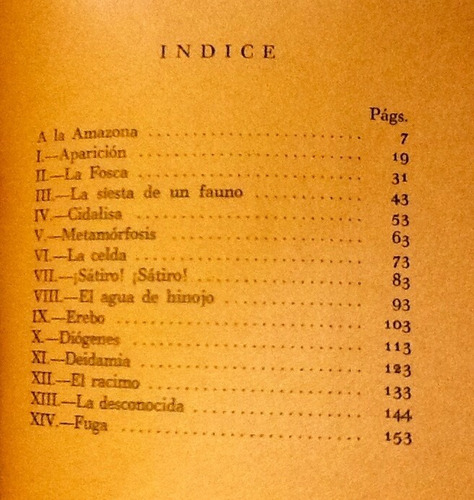 INDICE
Págs.
A la Amazona .............................. 7
I.—Aparición .............................. 19
II.—La Fosca .............................. 31
III.—La siesta de un fauno .............................. 43
IV.—Cidalisa .............................. 53
V.—Metamórfosis .............................. 63
VI.—La celda .............................. 73
VII.—¡Sátiro! ¡Sátiro! .............................. 83
VIII.—El agua de hinojo .............................. 93
IX.—Erebo .............................. 103
X.—Diógenes .............................. 113
XI.—Deidamia .............................. 123
XII.—El racimo .............................. 133
XIII.—La desconocida .............................. 144
XIV.—Fuga .............................. 153